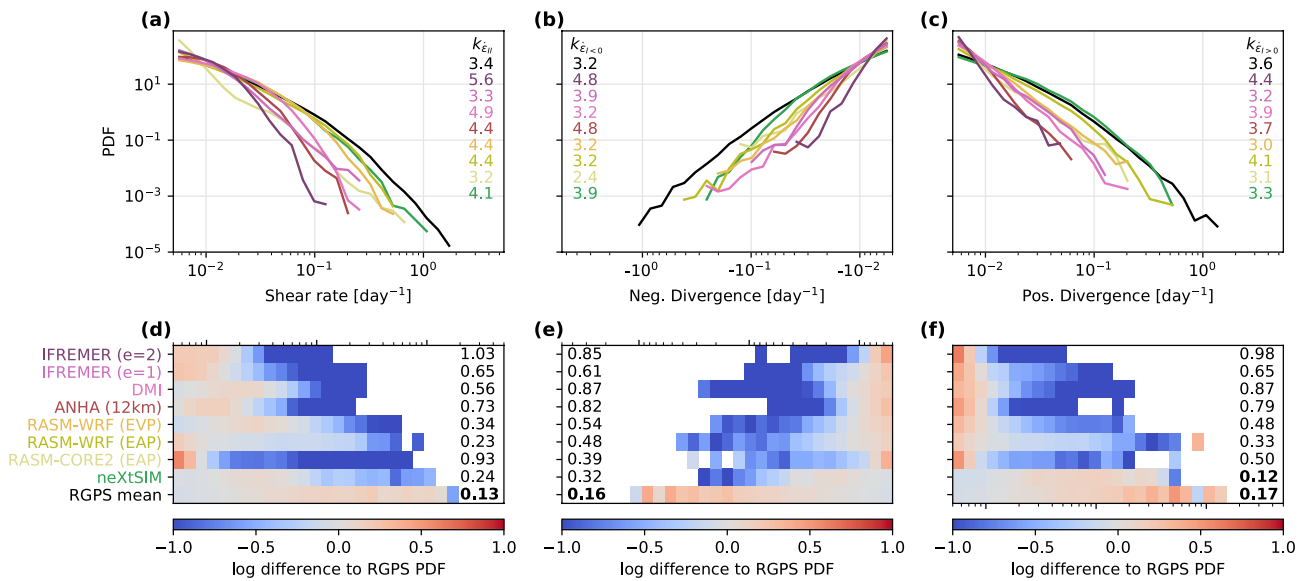 (a)
(b)
(c)
PDF
10^1
10^-1
10^-3
10^-5
k_ε̇_II
3.4
5.6
3.3
4.9
4.4
4.4
4.4
3.2
4.1
k_ε̇_I<0
3.2
4.8
3.9
3.2
4.8
3.2
3.2
2.4
3.9
k_ε̇_I>0
3.6
4.4
3.2
3.9
3.7
3.0
4.1
3.1
3.3
10^-2 10^-1 10^0
-10^0 -10^-1 -10^-2
10^-2 10^-1 10^0
Shear rate [day^-1]
Neg. Divergence [day^-1]
Pos. Divergence [day^-1]
(d)
(e)
(f)
IFREMER (e=2)
IFREMER (e=1)
DMI
ANHA (12km)
RASM-WRF (EVP)
RASM-WRF (EAP)
RASM-CORE2 (EAP)
neXtSIM
RGPS mean
1.03
0.65
0.56
0.73
0.34
0.23
0.93
0.24
0.13
0.85
0.61
0.87
0.82
0.54
0.48
0.39
0.32
0.16
0.98
0.66
0.87
0.79
0.48
0.33
0.50
0.12
0.17
−1.0 −0.5 0.0 0.5 1.0
−1.0 −0.5 0.0 0.5 1.0
−1.0 −0.5 0.0 0.5 1.0
log difference to RGPS PDF
log difference to RGPS PDF
log difference to RGPS PDF